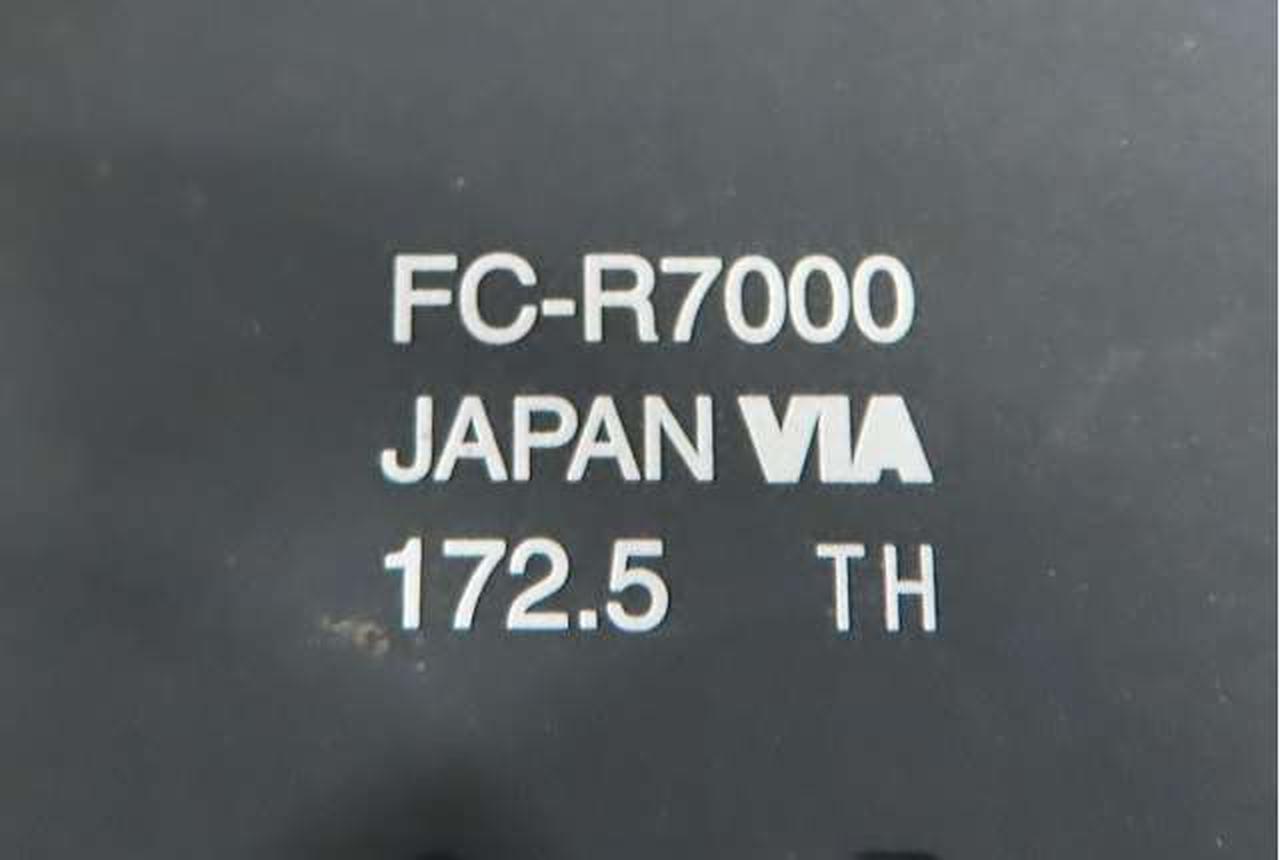 FC-R7000
JAPAN VIA
172.5 TH